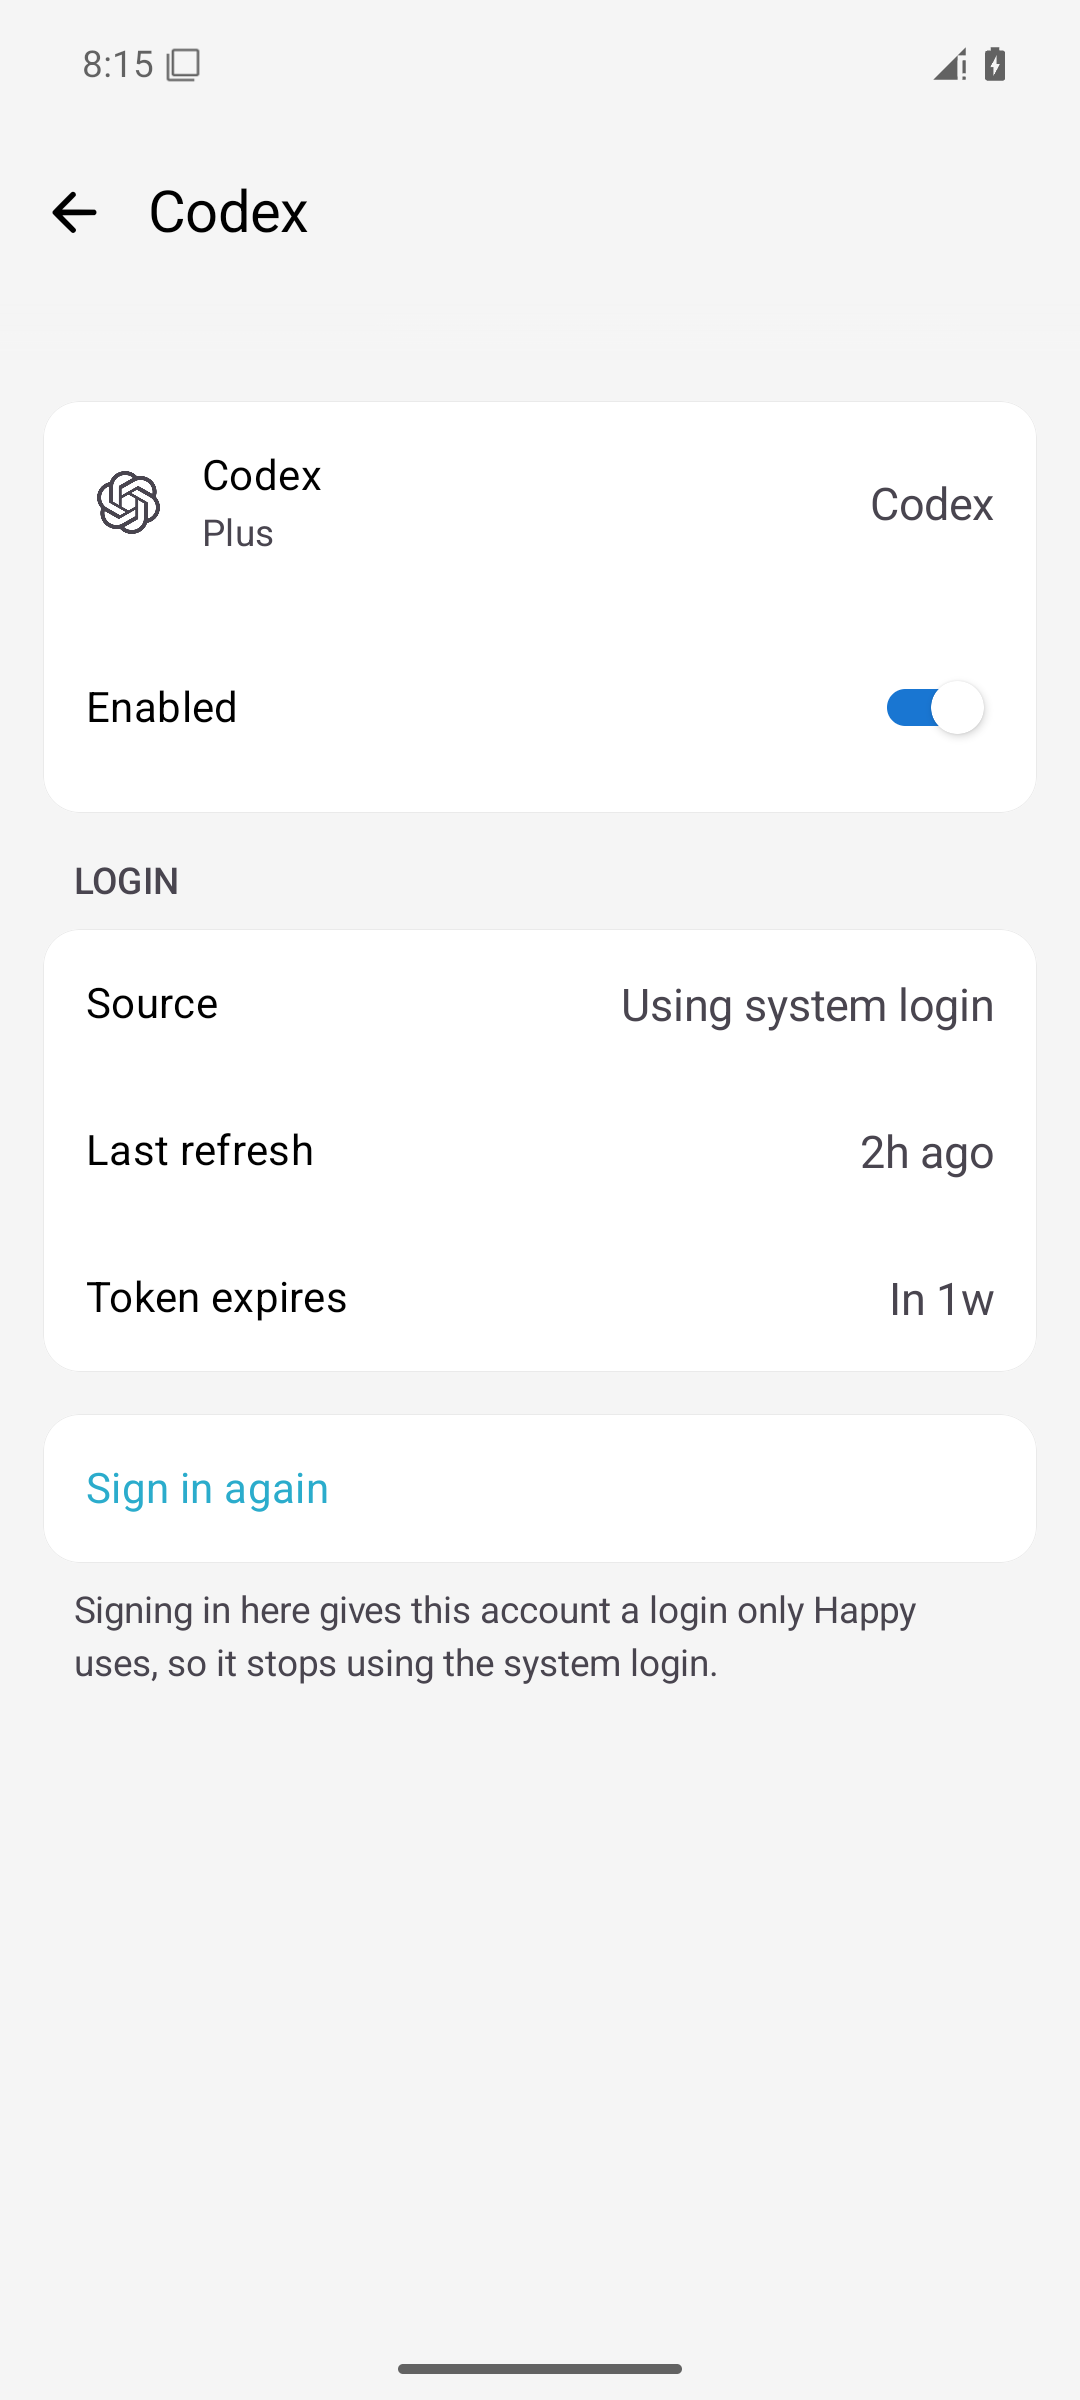 8:15
Codex
Codex
Plus
Codex
Enabled
LOGIN
Source
Using system login
Last refresh
2h ago
Token expires
In 1w
Sign in again
Signing in here gives this account a login only Happy
uses, so it stops using the system login.